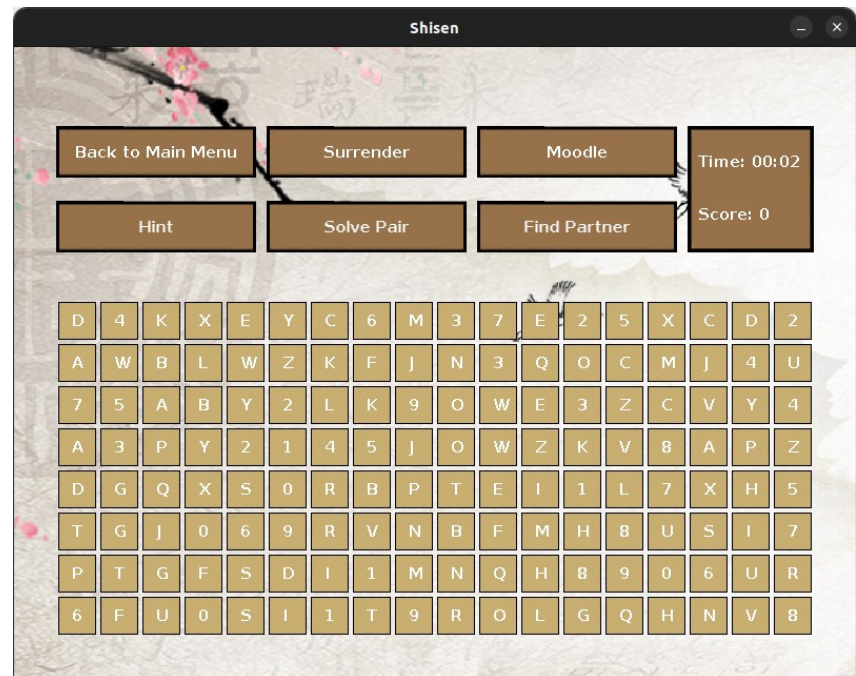 Shisen
Back to Main Menu Surrender Moodle Time: 00:02
Hint Solve Pair Find Partner Score: 0
D 4 K X E Y C 6 M 3 7 E 2 5 X C D 2
A W B L W Z K F J N 3 Q O C M J 4 U
7 5 A B Y 2 L K 9 O W E 3 Z C V Y 4
A 3 P Y 2 1 4 5 J O W Z K V 8 A P Z
D G Q X S 0 R B P T E I 1 L 7 X H 5
T G J 0 6 9 R V N B F M H 8 U S I 7
P T G F S D I 1 M N Q H 8 9 0 6 U R
6 F U 0 S I 1 T 9 R O L G Q H N V 8